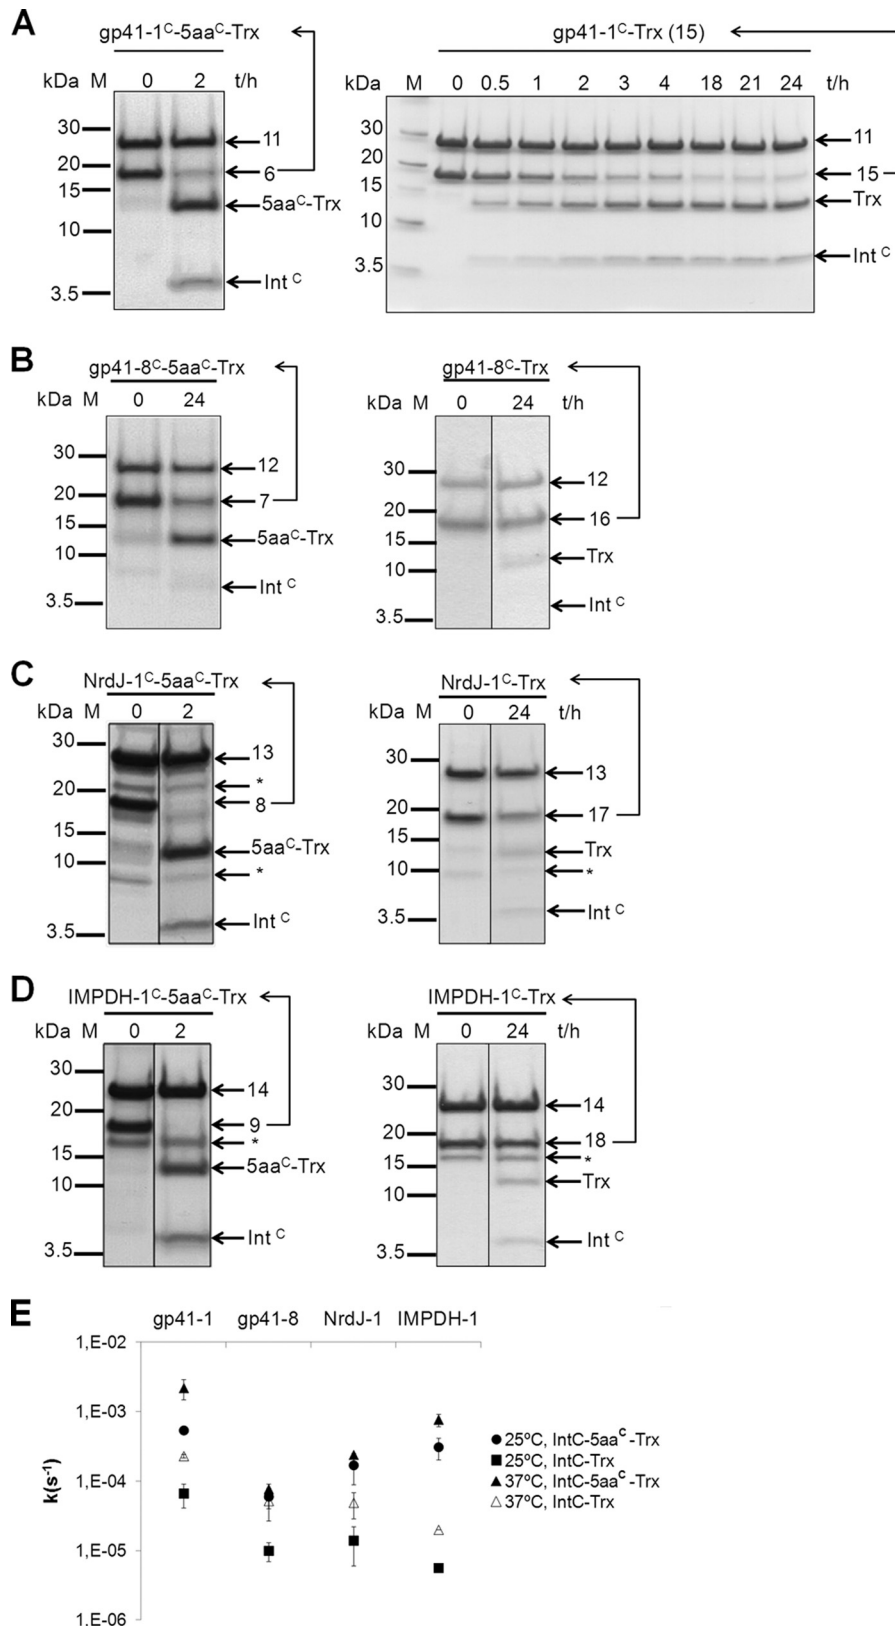 A
gp41-1ᶜ-5aaᶜ-Trx
gp41-1ᶜ-Trx (15)
kDa M 0 2 t/h
kDa M 0 0.5 1 2 3 4 18 21 24 t/h
30
20
15
10
3.5
11
6
5aaᶜ-Trx
Int ᶜ
30
20
15
10
3.5
11
15
Trx
Int ᶜ
B
gp41-8ᶜ-5aaᶜ-Trx
gp41-8ᶜ-Trx
kDa M 0 24
kDa M 0 24 t/h
30
20
15
10
3.5
12
7
5aaᶜ-Trx
Int ᶜ
30
20
15
10
3.5
12
16
Trx
Int ᶜ
C
NrdJ-1ᶜ-5aaᶜ-Trx
NrdJ-1ᶜ-Trx
kDa M 0 2
kDa M 0 24 t/h
30
20
15
10
3.5
13
*
8
5aaᶜ-Trx
*
Int ᶜ
30
20
15
10
3.5
13
17
Trx
*
Int ᶜ
D
IMPDH-1ᶜ-5aaᶜ-Trx
IMPDH-1ᶜ-Trx
kDa M 0 2
kDa M 0 24 t/h
30
20
15
10
3.5
14
9
*
5aaᶜ-Trx
Int ᶜ
30
20
15
10
3.5
14
18
*
Trx
Int ᶜ
E
gp41-1 gp41-8 NrdJ-1 IMPDH-1
1,E-02
1,E-03
1,E-04
1,E-05
1,E-06
k(s⁻¹)
25ºC, IntC-5aaᶜ-Trx
25ºC, IntC-Trx
37ºC, IntC-5aaᶜ-Trx
37ºC, IntC-Trx